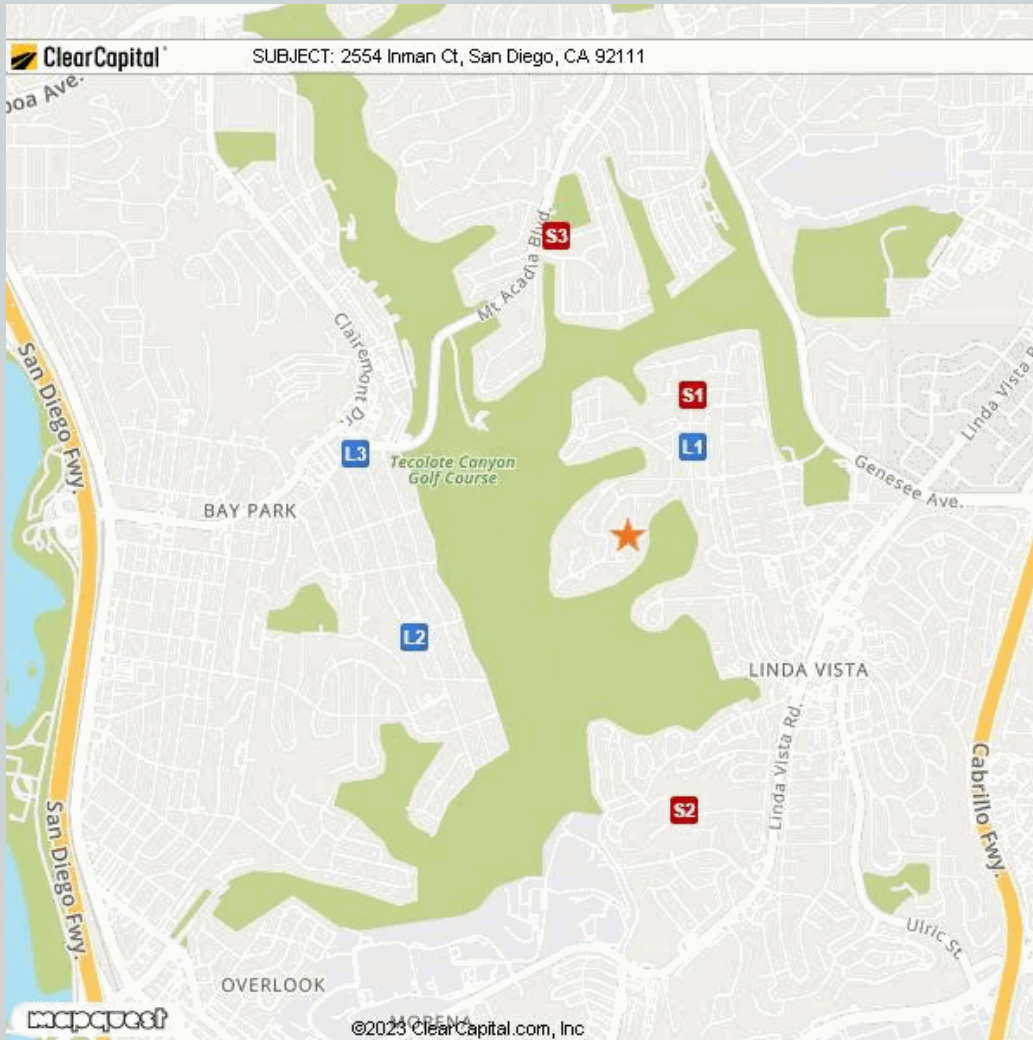 ClearCapital
SUBJECT: 2554 Inman Ct, San Diego, CA 92111
boa Ave.
S3
Mt Acadia Blvd.
Clairemont Dr.
San Diego Fwy.
Linda Vista R
S1
L3
L1
Tecolote Canyon
Golf Course
Genesee Ave.
BAY PARK
L2
LINDA VISTA
Linda Vista Rd.
Cabrillo Fwy.
S2
San Diego Fwy.
Ulric St.
OVERLOOK
mapquest
MORENA
©2023 ClearCapital.com, Inc